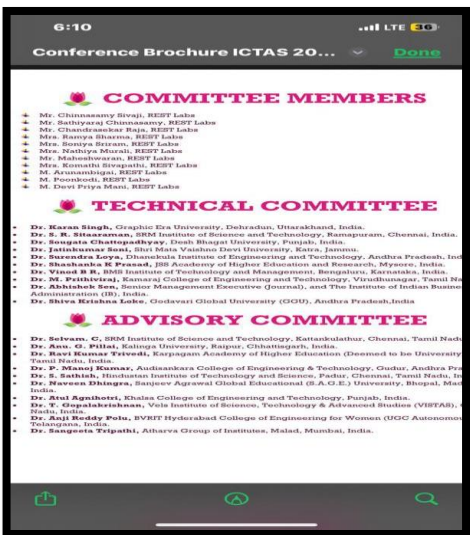 6:10
LTE 36
Conference Brochure ICTAS 20...
Done
COMMITTEE MEMBERS
Mr. Chinnasamy Sivaji, REST Labs
Mr. Sathiyaraj Chinnasamy, REST Labs
Mr. Chandrasekar Raja, REST Labs
Mrs. Ramya Sharma, REST Labs
Mrs. Soniya Sriram, REST Labs
Mrs. Nathiya Murali, REST Labs
Mr. Maheshwaran, REST Labs
Mrs. Komathi Sivapathi, REST Labs
M. Arunambigai, REST Labs
M. Poonkodi, REST Labs
M. Devi Priya Mani, REST Labs
TECHNICAL COMMITTEE
Dr. Karan Singh, Graphic Era University, Dehradun, Uttarakhand, India.
Dr. S. R. Sitaaraman, SRM Institute of Science and Technology, Ramapuram, Chennai, India.
Dr. Sougata Chattopadhyay, Desh Bhagat University, Punjab, India.
Dr. Jatinkumar Soni, Shri Mata Vaishno Devi University, Katra, Jammu.
Dr. Surendra Loya, Dhanekula Institute of Engineering and Technology, Andhra Pradesh, Ind
Dr. Shashanka K Prasad, JSS Academy of Higher Education and Research, Mysore, India.
Dr. Vinod B R, BMS Institute of Technology and Management, Bengaluru, Karnataka, India.
Dr. M. Prithiviraj, Kamaraj College of Engineering and Technology, Virudhunagar, Tamil Na
Dr. Abhishek Sen, Senior Management Executive (Journal), and The Institute of Indian Busine
Administration (IB), India.
Dr. Shiva Krishna Loke, Godavari Global University (GGU), Andhra Pradesh,India
ADVISORY COMMITTEE
Dr. Selvam. G, SRM Institute of Science and Technology, Kattankulathur, Chennai, Tamil Nadu
Dr. Anu. G. Pillai, Kalinga University, Raipur, Chhattisgarh, India.
Dr. Ravi Kumar Trivedi, Karpagam Academy of Higher Education (Deemed to be University
Tamil Nadu, India.
Dr. P. Manoj Kumar, Audisankara College of Engineering & Technology, Gudur, Andhra Pra
Dr. S. Sathish, Hindustan Institute of Technology and Science, Padur, Chennai, Tamil Nadu, In
Dr. Naveen Dhingra, Sanjeev Agrawal Global Educational (S.A.G.E.) University, Bhopal, Mad
India.
Dr. Atul Agnihotri, Khalsa College of Engineering and Technology, Punjab, India.
Dr. T. Gopalakrishnan, Vels Institute of Science, Technology & Advanced Studies (VISTAS),
Nadu, India.
Dr. Anji Reddy Polu, BVRIT Hyderabad College of Engineering for Women (UGC Autonomou
Telangana, India.
Dr. Sangeeta Tripathi, Atharva Group of Institutes, Malad, Mumbai, India.